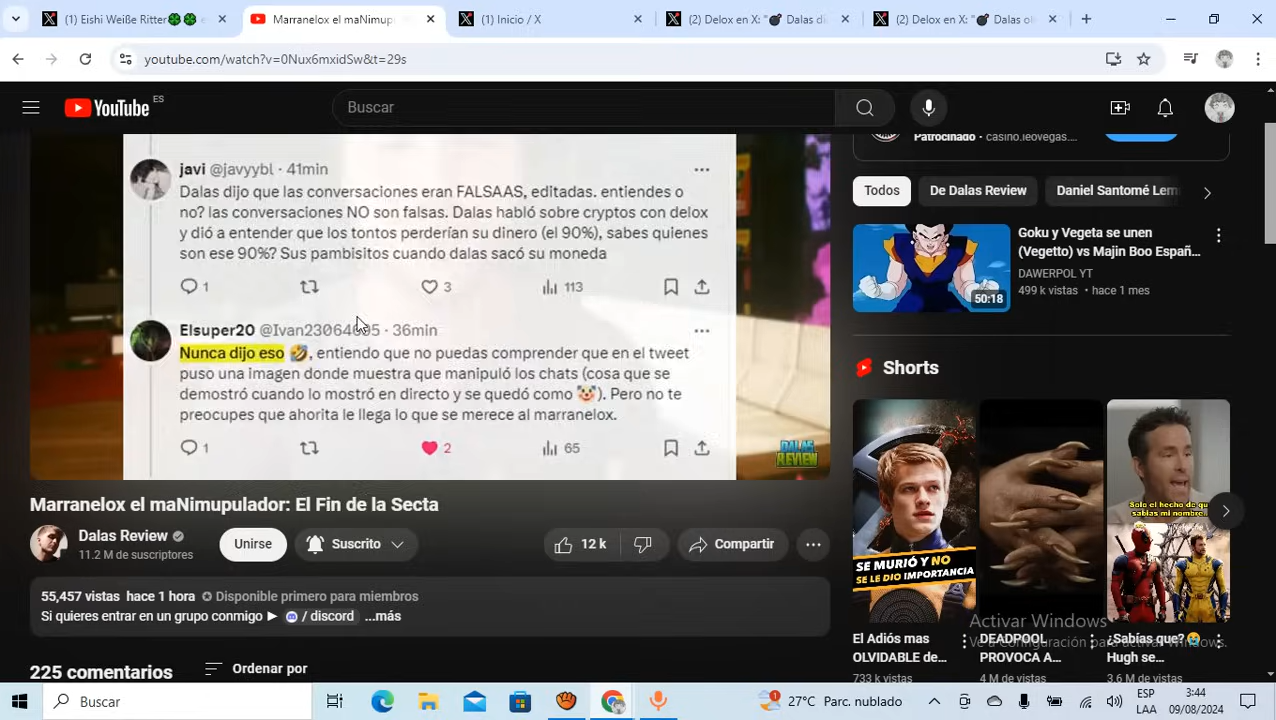 (1) Eishi Weiße Ritter🍀🍀
Marranelox el maNimupu
(1) Inicio / X
(2) Delox en X: "💣 Dalas di
(2) Delox en X: "💣 Dalas ol
youtube.com/watch?v=0Nux6mxidSw&t=29s
YouTube ES
Buscar
javi @javyybl · 41min
Dalas dijo que las conversaciones eran FALSAAS, editadas. entiendes o
no? las conversaciones NO son falsas. Dalas habló sobre cryptos con delox
y dió a entender que los tontos perderían su dinero (el 90%), sabes quienes
son ese 90%? Sus pambisitos cuando dalas sacó su moneda
1 3 113
Elsuper20 · 36min
Nunca dijo eso 🤣, entiendo que no puedas comprender que en el tweet
puso una imagen donde muestra que manipuló los chats (cosa que se
demostró cuando lo mostró en directo y se quedó como 🤡). Pero no te
preocupes que ahorita le llega lo que se merece al marranelox.
1 2 65
DALAS
REVIEW
Marranelox el maNimupulador: El Fin de la Secta
Dalas Review
11.2 M de suscriptores
Unirse
Suscrito
12 k
Compartir
55,457 vistas hace 1 hora Disponible primero para miembros
Si quieres entrar en un grupo conmigo ► / discord ...más
225 comentarios
Ordenar por
Patrocinado · casino.leovegas....
Todos
De Dalas Review
Daniel Santomé Lem
Goku y Vegeta se unen
(Vegetto) vs Majin Boo Españ...
DAWERPOL YT
499 k vistas · hace 1 mes
50:18
Shorts
SE MURIÓ Y NO
SE LE DIO IMPORTANCIA
Solo el hecho de que
sabías mi nombre.
El Adiós mas
OLVIDABLE de...
733 k vistas
DEADPOOL
PROVOCÓ A...
4 M de vistas
¿Sabías que?😭
Hugh se...
3.6 M de vistas
Activar Windows
Ve a Configuración para activar Windows.
Buscar
27°C Parc. nublado
ESP
LAA
3:44
09/08/2024